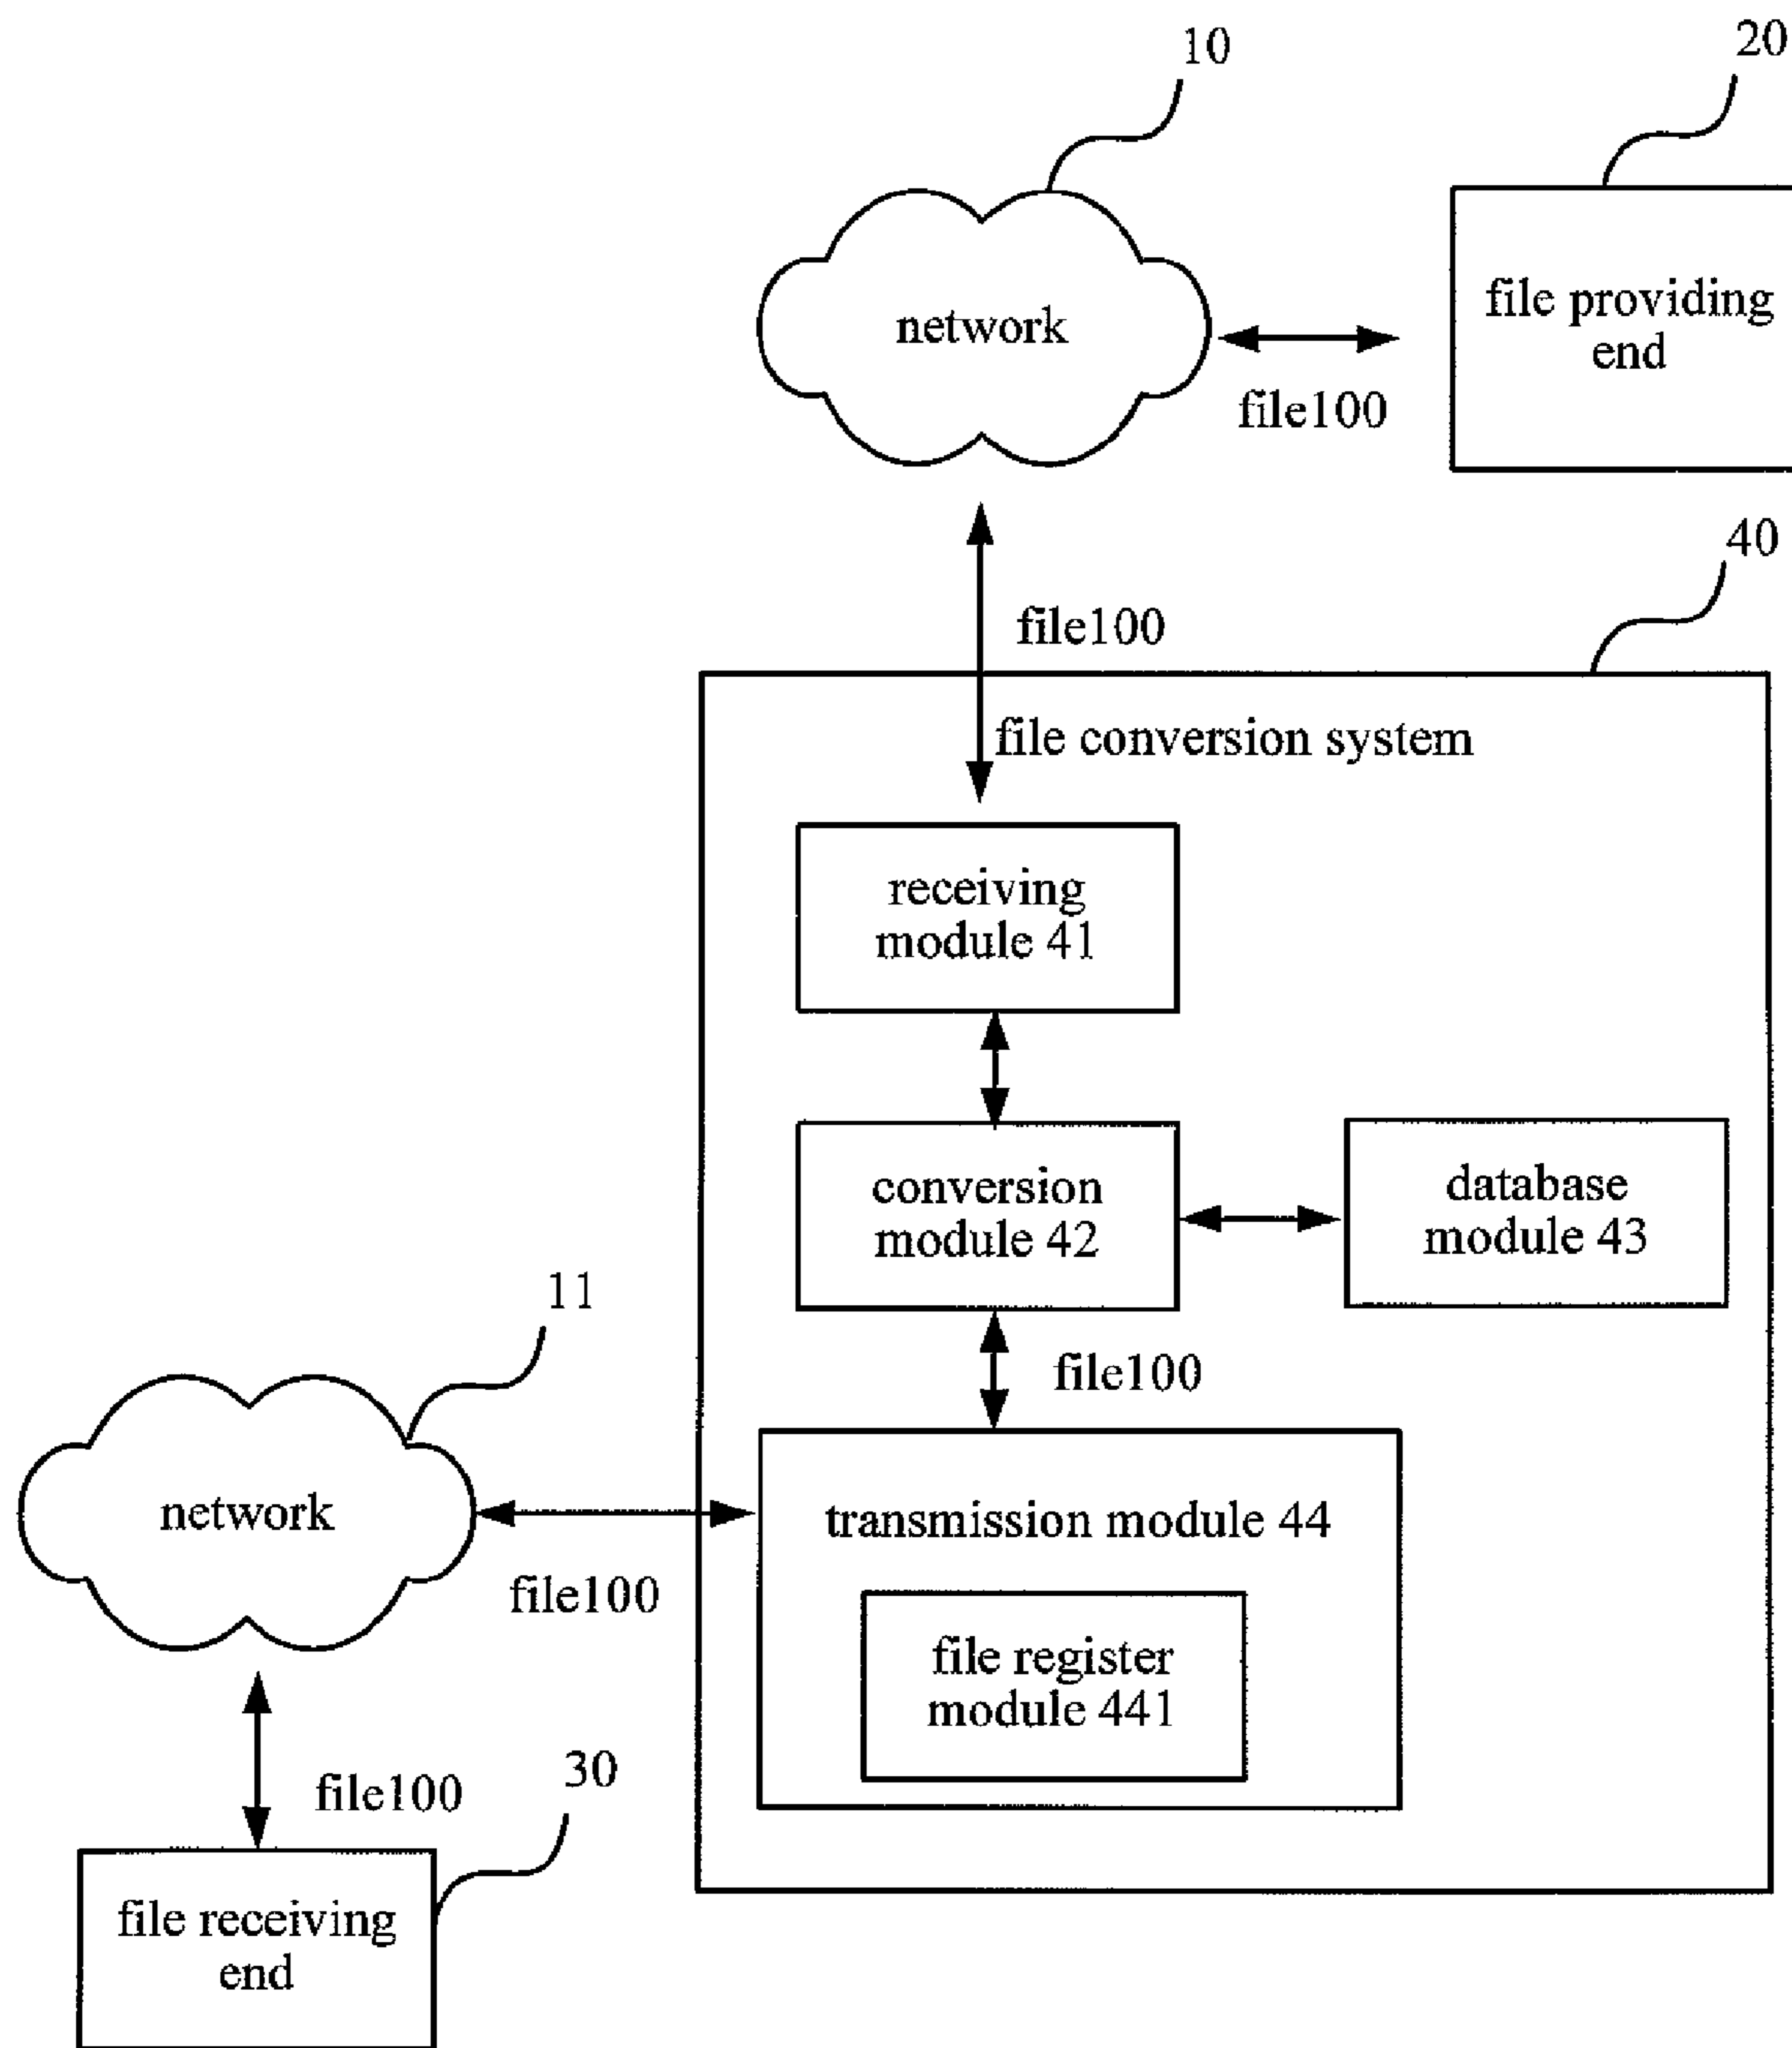 10
20
network
file providing
end
file100
40
file100
file conversion system
receiving
module 41
conversion
module 42
database
module 43
11
file100
network
transmission module 44
file100
file register
module 441
30
file100
file receiving
end